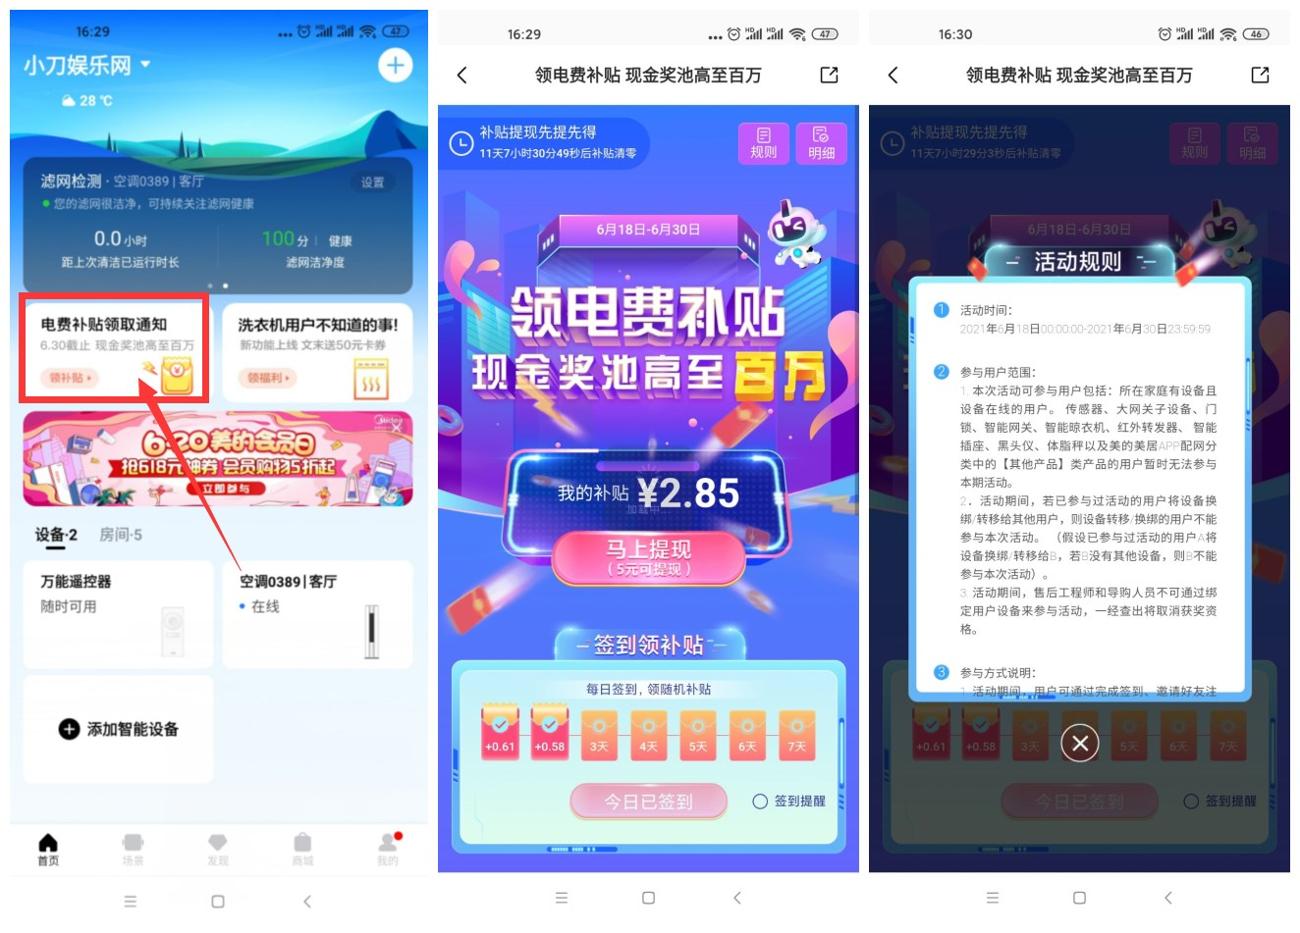 16:29
47
小刀娱乐网
28 ℃
滤网检测 · 空调0389 | 客厅
设置
您的滤网很洁净，可持续关注滤网健康
0.0 小时
100分 | 健康
距上次清洁已运行时长
滤网洁净度
电费补贴领取通知
6.30截止 现金奖池高至百万
领补贴
洗衣机用户不知道的事!
新功能上线 文末送50元卡券
领福利
Midea
6·20美的会员日
抢618元神券 会员购物5折起
立即参与
设备·2
房间·5
万能遥控器
随时可用
空调0389|客厅
在线
添加智能设备
首页
场景
发现
商城
我的
16:29
47
领电费补贴 现金奖池高至百万
补贴提现先提先得
11天7小时30分49秒后补贴清零
规则
明细
6月18日-6月30日
领电费补贴
现金奖池高至百万
我的补贴 ¥2.85
加载中
马上提现
(5元可提现)
签到领补贴
每日签到，领随机补贴
+0.61
+0.58
3天
4天
5天
6天
7天
今日已签到
签到提醒
16:30
46
领电费补贴 现金奖池高至百万
补贴提现先提先得
11天7小时29分3秒后补贴清零
规则
明细
6月18日-6月30日
活动规则
1 活动时间：
2021年6月18日00:00:00-2021年6月30日23:59:59
2 参与用户范围：
1. 本次活动可参与用户包括：所在家庭有设备且
设备在线的用户。 传感器、大网关子设备、门
锁、智能网关、智能晾衣机、红外转发器、 智能
插座、黑头仪、体脂秤以及美的美居APP配网分
类中的【其他产品】类产品的用户暂时无法参与
本期活动。
2. 活动期间，若已参与过活动的用户将设备换
绑/转移给其他用户，则设备转移/换绑的用户不能
参与本次活动。（假设已参与过活动的用户A将
设备换绑/转移给B，若B没有其他设备，则B不能
参与本次活动）。
3. 活动期间，售后工程师和导购人员不可通过绑
定用户设备来参与活动，一经查出将取消获奖资
格。
3 参与方式说明：
1. 活动期间，用户可通过完成签到、邀请好友注
+0.61
+0.58
3天
5天
6天
7天
今日已签到
签到提醒